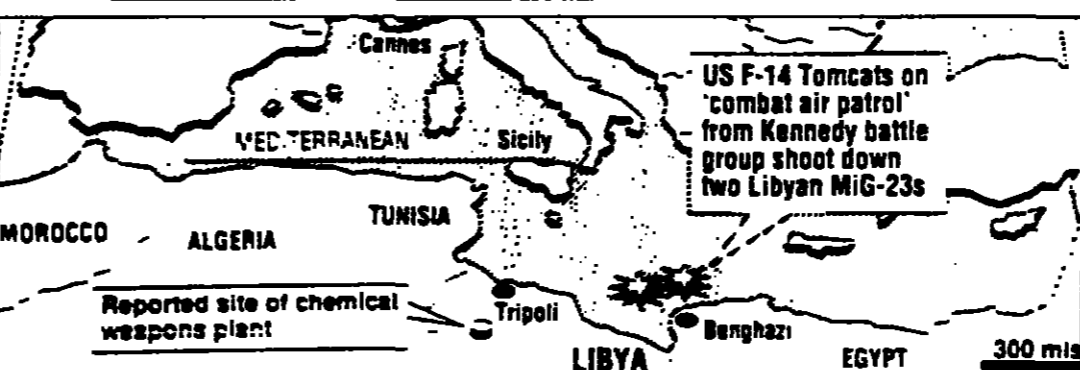 Cannes
US F-14 Tomcats on
'combat air patrol'
from Kennedy battle
group shoot down
two Libyan MiG-23s
MEDITERRANEAN
Sicily
TUNISIA
MOROCCO
ALGERIA
Reported site of chemical
weapons plant
Tripoli
Benghazi
LIBYA
EGYPT
300 mls